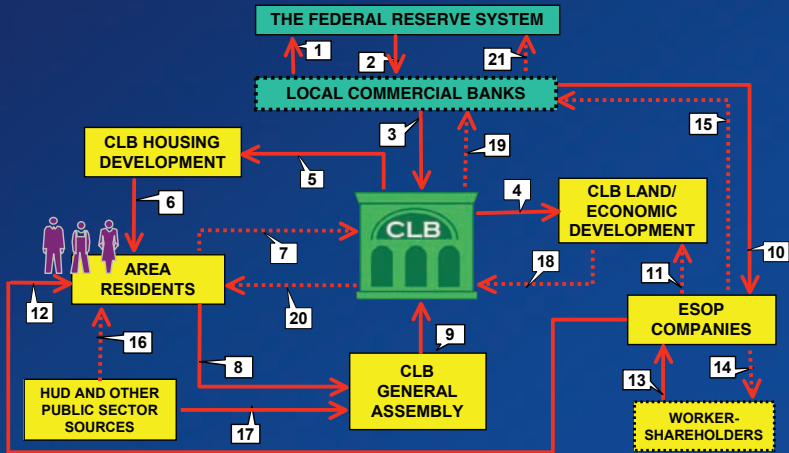 THE FEDERAL RESERVE SYSTEM
1
2
21
LOCAL COMMERCIAL BANKS
3
19
15
CLB HOUSING
DEVELOPMENT
5
6
4
CLB LAND/
ECONOMIC
DEVELOPMENT
CLB
7
10
AREA
RESIDENTS
18
11
12
20
ESOP
COMPANIES
16
9
8
CLB
GENERAL
ASSEMBLY
14
13
HUD AND OTHER
PUBLIC SECTOR
SOURCES
17
WORKER-
SHAREHOLDERS